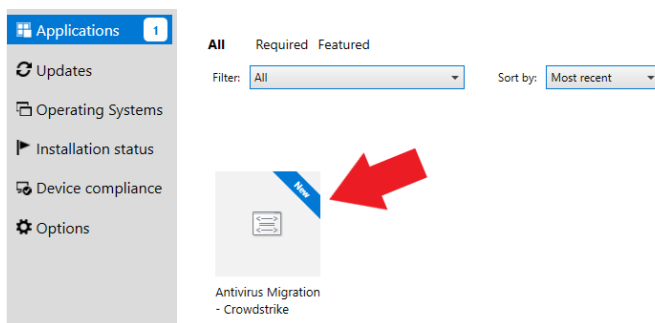 Applications 1
Updates
Operating Systems
Installation status
Device compliance
Options
All Required Featured
Filter: All Sort by: Most recent
New
Antivirus Migration
- Crowdstrike